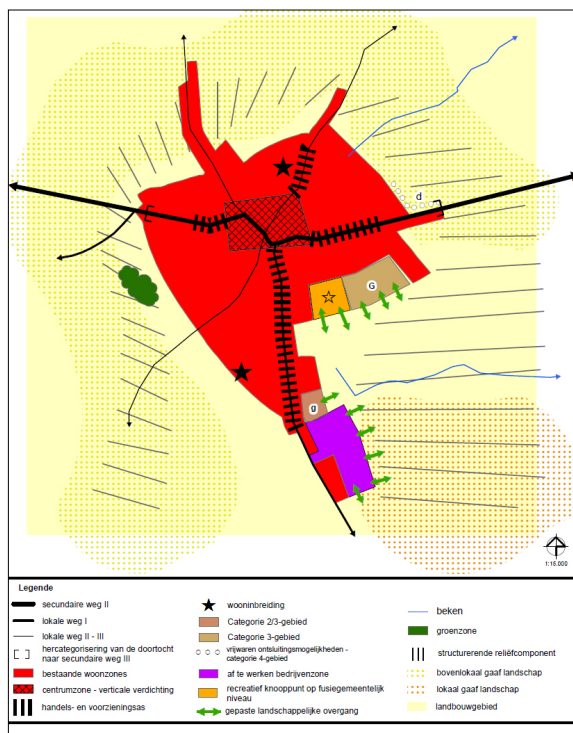 d
G
g
1:15.000
Legende
secundaire weg II
lokale weg I
lokale weg II - III
hercategorisering van de doortocht
naar secundaire weg III
bestaande woonzones
centrumzone - verticale verdichting
handels- en voorzieningsas
wooninbreiding
Categorie 2/3-gebied
Categorie 3-gebied
vrijwaren ontsluitingsmogelijkheden -
categorie 4-gebied
af te werken bedrijvenzone
recreatief knooppunt op fusiegemeentelijk
niveau
gepaste landschappelijke overgang
beken
groenzone
structurerende reliëfcomponent
bovenlokaal gaaf landschap
lokaal gaaf landschap
landbouwgebied